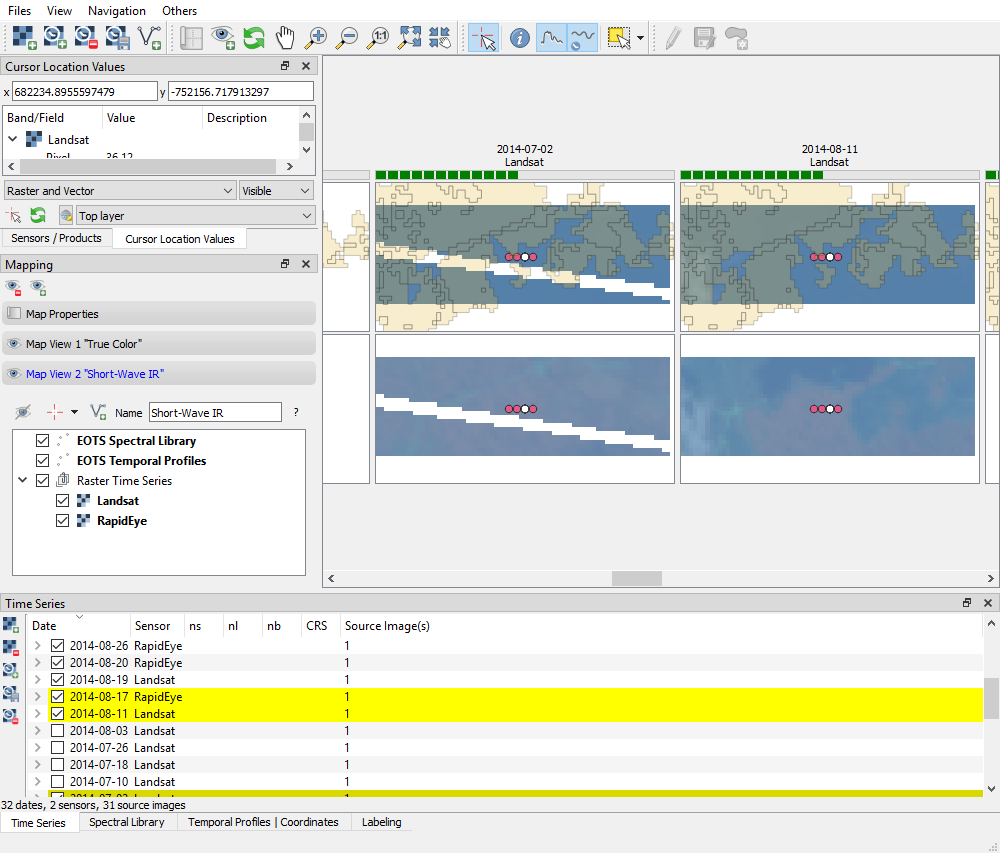 Files View Navigation Others
1:1
Cursor Location Values
x 682234.8955597479 y -752156.717913297
Band/Field Value Description
Landsat
Pixel 26,12
Raster and Vector Visible
Top layer
Sensors / Products Cursor Location Values
Mapping
Map Properties
Map View 1 "True Color"
Map View 2 "Short-Wave IR"
Name Short-Wave IR ?
EOTS Spectral Library
EOTS Temporal Profiles
Raster Time Series
Landsat
RapidEye
2014-07-02
Landsat
2014-08-11
Landsat
Time Series
Date Sensor ns nl nb CRS Source Image(s)
2014-08-26 RapidEye 1
2014-08-20 RapidEye 1
2014-08-19 Landsat 1
2014-08-17 RapidEye 1
2014-08-11 Landsat 1
2014-08-03 Landsat 1
2014-07-26 Landsat 1
2014-07-18 Landsat 1
2014-07-10 Landsat 1
2014-07-02 Landsat 1
32 dates, 2 sensors, 31 source images
Time Series Spectral Library Temporal Profiles | Coordinates Labeling